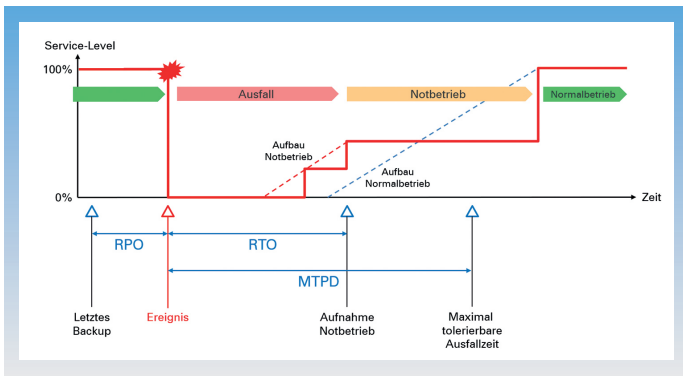 Service-Level
100%
Ausfall
Notbetrieb
Normalbetrieb
Aufbau
Notbetrieb
Aufbau
Normalbetrieb
0%
Zeit
RPO
RTO
MTPD
Letztes
Backup
Ereignis
Aufnahme
Notbetrieb
Maximal
tolerierbare
Ausfallzeit